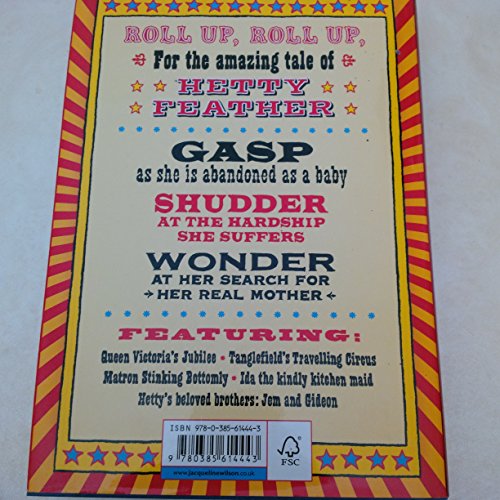 ROLL UP, ROLL UP,
For the amazing tale of
HETTY
FEATHER
GASP
as she is abandoned as a baby
SHUDDER
AT THE HARDSHIP
SHE SUFFERS
WONDER
AT HER SEARCH FOR
HER REAL MOTHER
FEATURING:
Queen Victoria's Jubilee • Tanglefield's Travelling Circus
Matron Stinking Bottomly • Ida the kindly kitchen maid
Hetty's beloved brothers: Jem and Gideon
ISBN 978-0-385-61444-3
9 780385 614443
www.jacquelinewilson.co.uk
FSC